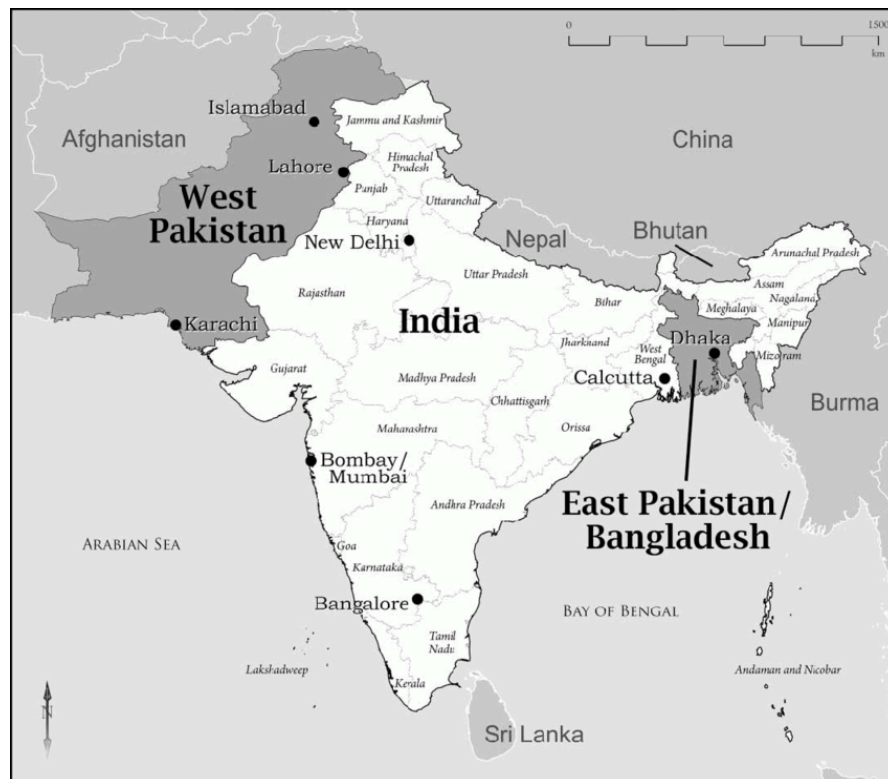 0 1500
km
Islamabad
Jammu and Kashmir
Afghanistan
China
Himachal
Pradesh
Lahore
Punjab
Uttaranchal
West
Pakistan
Haryana
New Delhi
Nepal
Bhutan
Arunachal Pradesh
Uttar Pradesh
Assam
Rajasthan
Nagaland
Bihar
Meghalaya
Karachi
India
Manipur
Dhaka
Jharknand
West
Bengal
Mizoram
Gujarat
Madhya Pradesh
Calcutta
Chhattisgarh
Burma
Maharashtra
Orissa
Bombay/
Mumbai
Andhra Pradesh
East Pakistan/
Bangladesh
Arabian Sea
Goa
Karnataka
Bangalore
Bay of Bengal
Tamil
Nadu
Lakshadweep
Andaman and Nicobar
Kerala
N
Sri Lanka